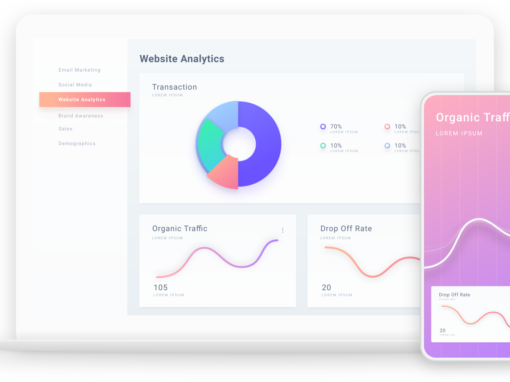 Website Analytics
Email Marketing
Social Media
Website Analytics
Brand Awareness
Sales
Demographics
Transaction
LOREM IPSUM
70%
LOREM IPSUM
10%
LOREM IPSUM
10%
LOREM IPSUM
10%
LOREM IPSUM
Organic Traffic
LOREM IPSUM
105
LOREM IPSUM
Drop Off Rate
LOREM IPSUM
20
LOREM IPSUM
Organic Traff
LOREM IPSUM
Drop Off Rate
LOREM IPSUM
20